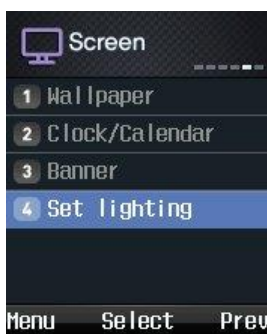 Screen
1 Wallpaper
2 Clock/Calendar
3 Banner
4 Set lighting
Menu Select Prev